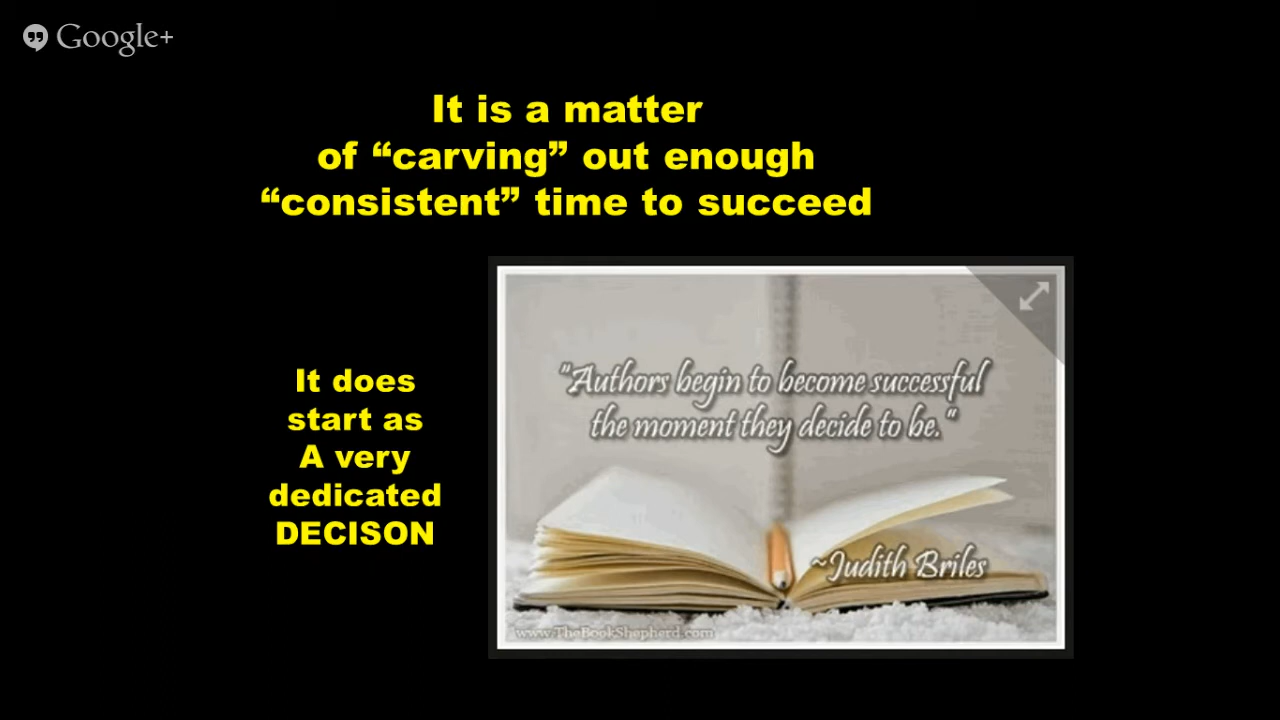 Google+
It is a matter
of “carving” out enough
“consistent” time to succeed
It does
start as
A very
dedicated
DECISON
"Authors begin to become successful
the moment they decide to be."
~Judith Briles
www.TheBookShepherd.com